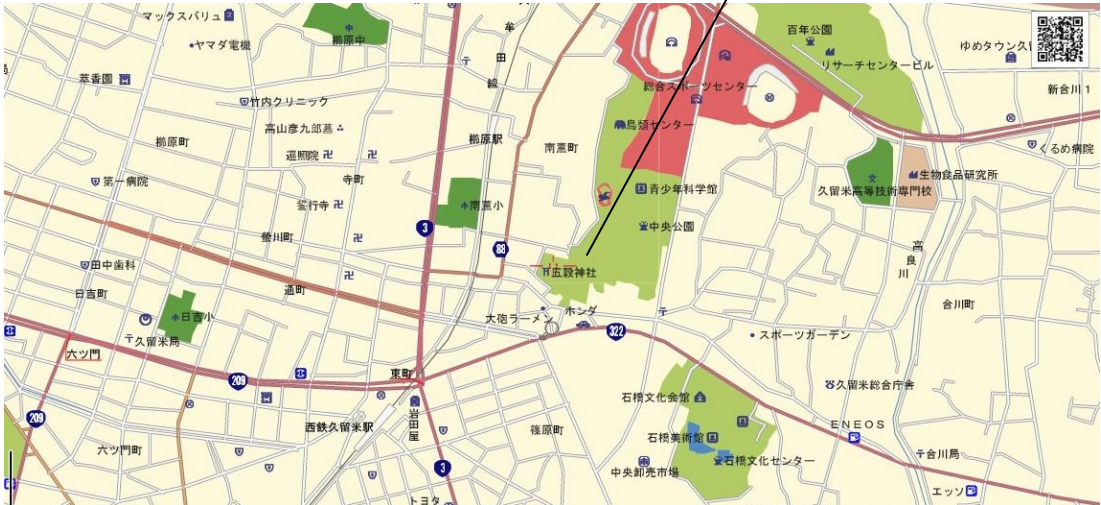 マックスバリュ
櫛原中
牟田線
百年公園
ヤマダ電機
リサーチセンタービル
ゆめタウン久留
萃香園
総合スポーツセンター
新合川1
竹内クリニック
高山彦九郎墓
鳥類センター
櫛原町
櫛原駅
南薫町
くるめ病院
遍照院
寺町
第一病院
青少年科学館
生物食品研究所
久留米高等技術専門校
誓行寺
南薫小
3
中央公園
螢川町
88
高良川
田中歯科
五穀神社
日吉町
通町
合川町
大砲ラーメン
ホンダ
日吉小
322
スポーツガーデン
久留米局
六ツ門
東町
209
久留米総合庁舎
石橋文化会館
岩田屋
209
西鉄久留米駅
篠原町
ENEOS
石橋美術館
六ツ門町
合川局
3
中央卸売市場
石橋文化センター
エッソ
トヨタ